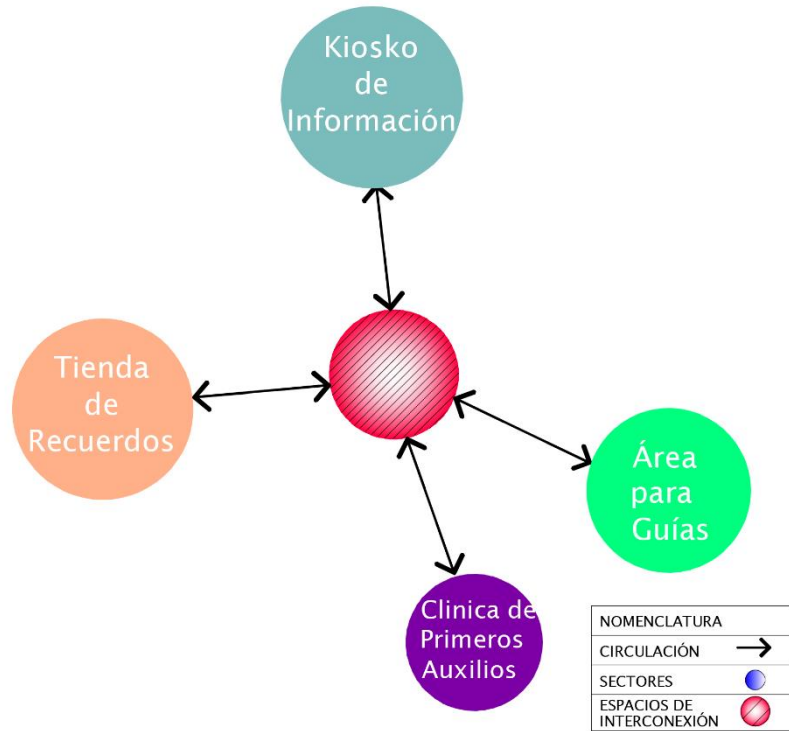 Kiosko
de
Información
Tienda
de
Recuerdos
Área
para
Guías
Clinica de
Primeros
Auxilios
NOMENCLATURA
CIRCULACIÓN
SECTORES
ESPACIOS DE
INTERCONEXIÓN